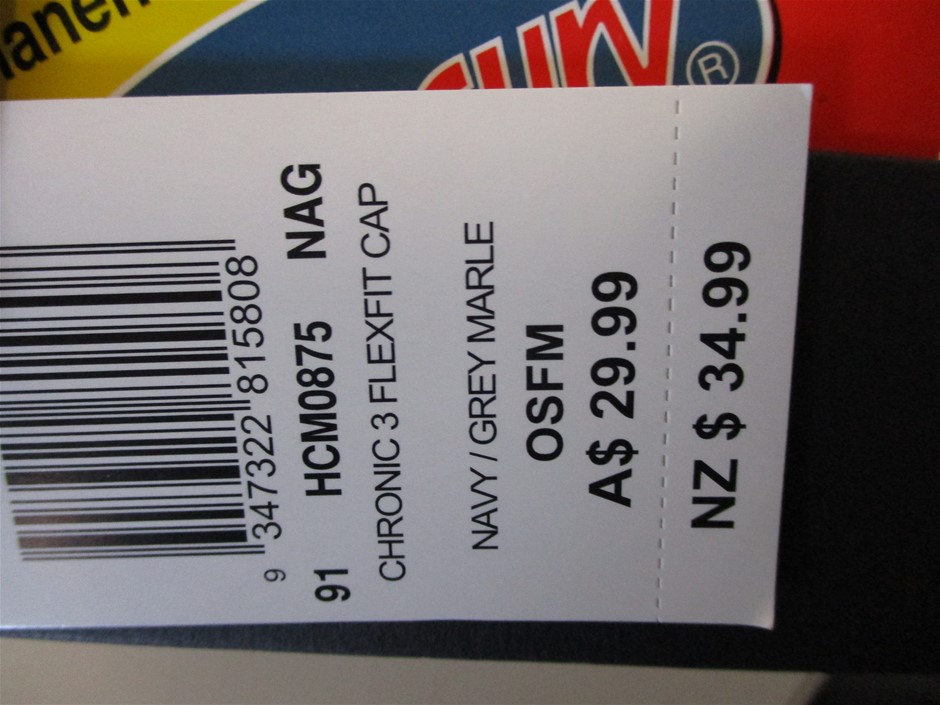 9 347322 815808
91 HCM0875 NAG
CHRONIC 3 FLEXFIT CAP
NAVY / GREY MARLE
OSFM
A$ 29.99
NZ $ 34.99
®